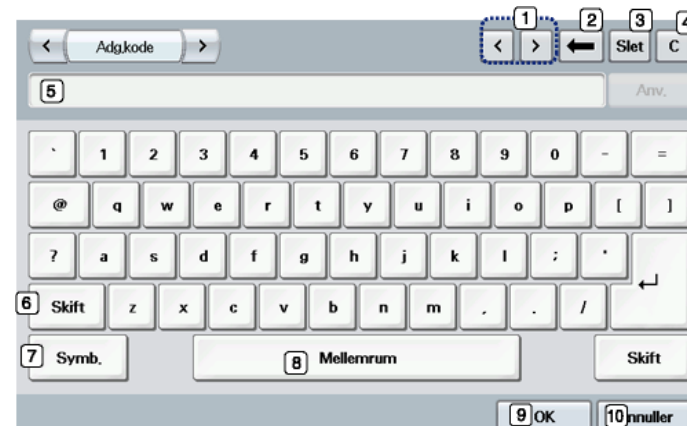 1 2 3 4
< Adg.kode > < > Slet C
5 Anv.
` 1 2 3 4 5 6 7 8 9 0 - =
@ q w e r t y u i o p [ ]
? a s d f g h j k l ; '
6 Skift z x c v b n m , . /
7 Symb. 8 Mellemrum Skift
9 OK 10 nnuller